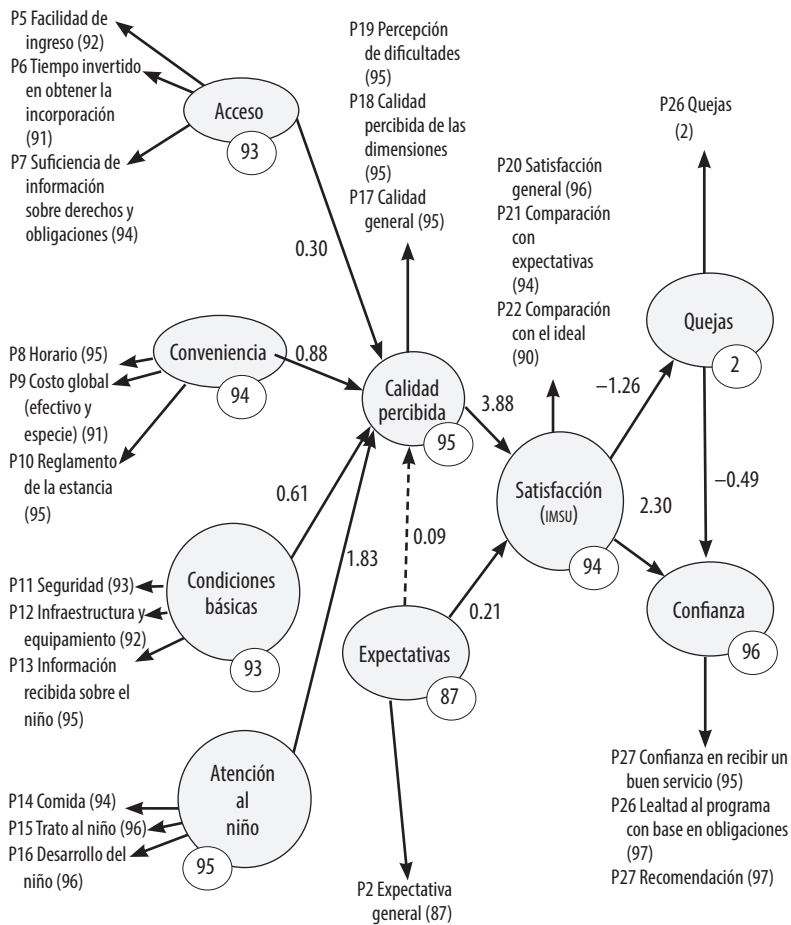 P5 Facilidad de
ingreso (92)
P6 Tiempo invertido
en obtener la
incorporación
(91)
P7 Suficiencia de
información
sobre derechos y
obligaciones (94)
Acceso
93
0.30
P19 Percepción
de dificultades
(95)
P18 Calidad
percibida de las
dimensiones
(95)
P17 Calidad
general (95)
P20 Satisfacción
general (96)
P21 Comparación
con
expectativas
(94)
P22 Comparación
con el ideal
(90)
P26 Quejas
(2)
Quejas
2
P8 Horario (95)
P9 Costo global
(efectivo y
especie) (91)
P10 Reglamento
de la estancia
(95)
Conveniencia
94
0.88
Calidad
percibida
95
3.88
–1.26
–0.49
Satisfacción
(IMSU)
94
2.30
0.61
1.83
0.09
0.21
P11 Seguridad (93)
P12 Infraestructura y
equipamiento (92)
P13 Información
recibida sobre el
niño (95)
Condiciones
básicas
93
Expectativas
87
Confianza
96
P14 Comida (94)
P15 Trato al niño (96)
P16 Desarrollo del
niño (96)
Atención
al
niño
95
P2 Expectativa
general (87)
P27 Confianza en recibir un
buen servicio (95)
P26 Lealtad al programa
con base en obligaciones
(97)
P27 Recomendación (97)